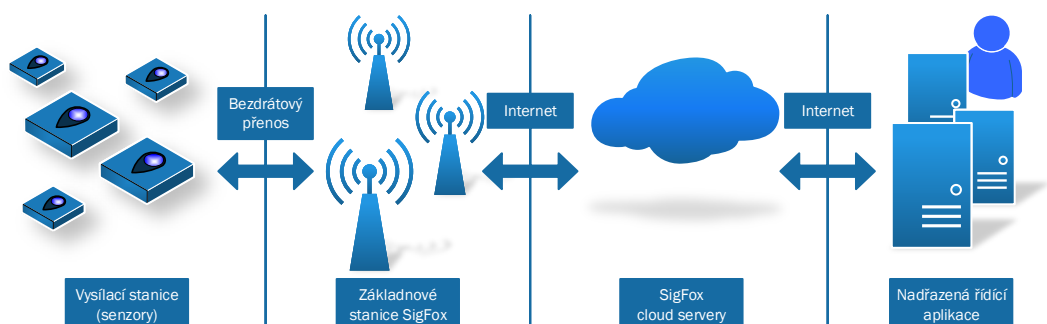 Bezdrátový
přenos
Internet
Internet
Vysílací stanice
(senzory)
Základnové
stanice SigFox
SigFox
cloud servery
Nadřazená řídící
aplikace